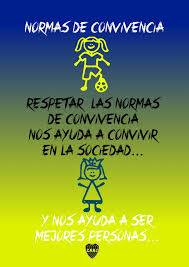 NORMAS DE CONVIVENCIA
RESPETAR LAS NORMAS
DE CONVIVENCIA
NOS AYUDA A CONVIVIR
EN LA SOCIEDAD...
Y NOS AYUDA A SER
MEJORES PERSONAS...